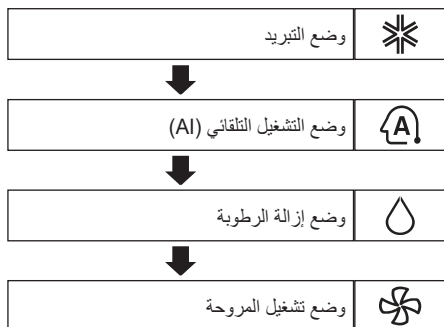 وضع التبريد
وضع التشغيل التلقائي (AI)
A
وضع إزالة الرطوبة
وضع تشغيل المروحة